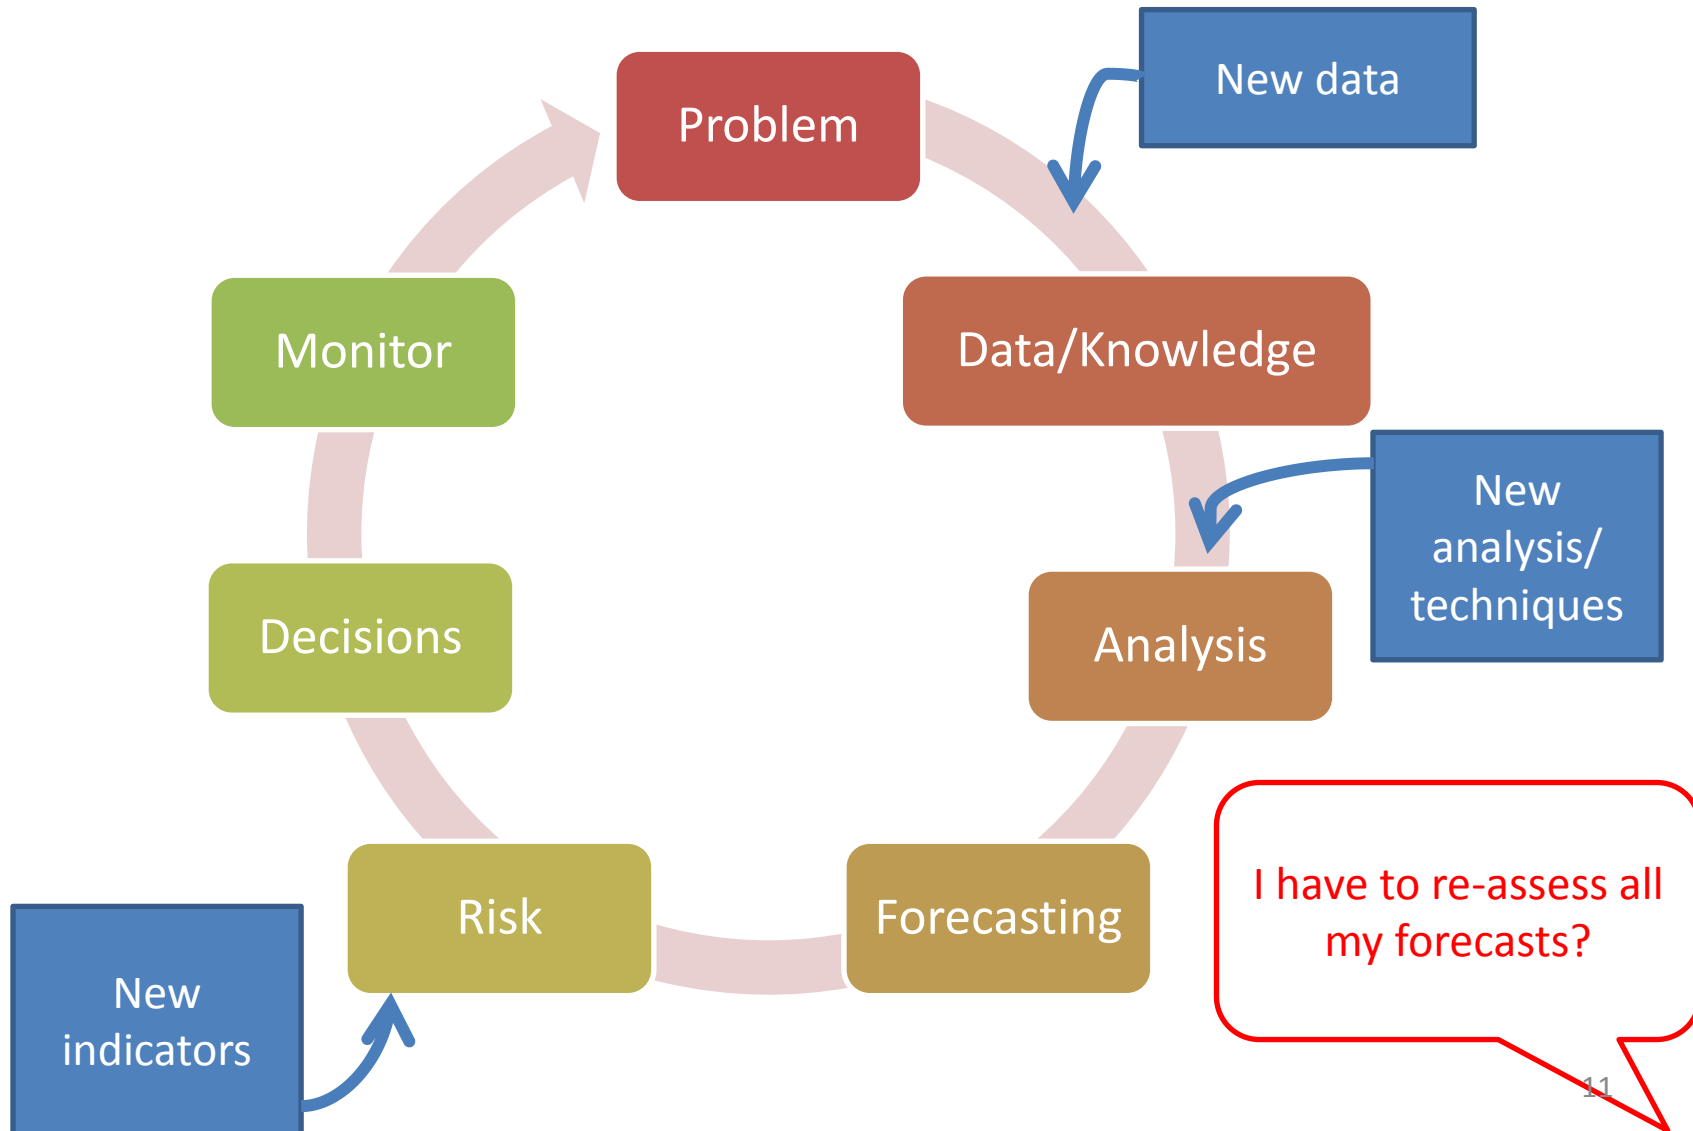 New data
Problem
Data/Knowledge
Monitor
New
analysis/
techniques
Analysis
Decisions
Forecasting
Risk
I have to re-assess all
my forecasts?
New
indicators
11